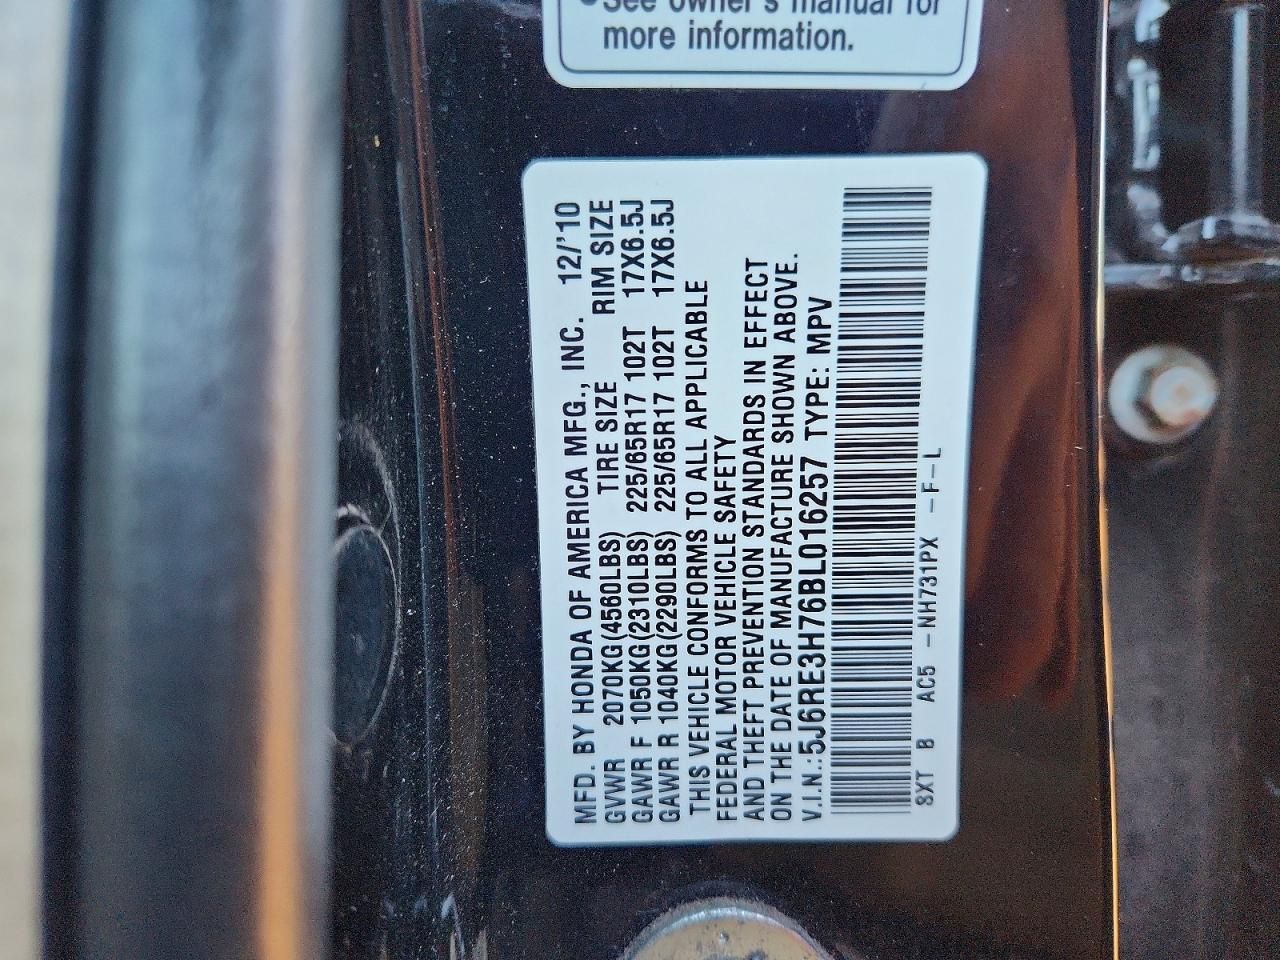 See owner's manual for
more information.
MFD. BY HONDA OF AMERICA MFG., INC. 12/'10
GVWR 2070KG(4560LBS) TIRE SIZE RIM SIZE
GAWR F 1050KG(2310LBS) 225/65R17 102T 17X6.5J
GAWR R 1040KG(2290LBS) 225/65R17 102T 17X6.5J
THIS VEHICLE CONFORMS TO ALL APPLICABLE
FEDERAL MOTOR VEHICLE SAFETY
AND THEFT PREVENTION STANDARDS IN EFFECT
ON THE DATE OF MANUFACTURE SHOWN ABOVE.
V.I.N.:5J6RE3H76BL016257 TYPE: MPV
SXT B AC5 -NH731PX -F-L